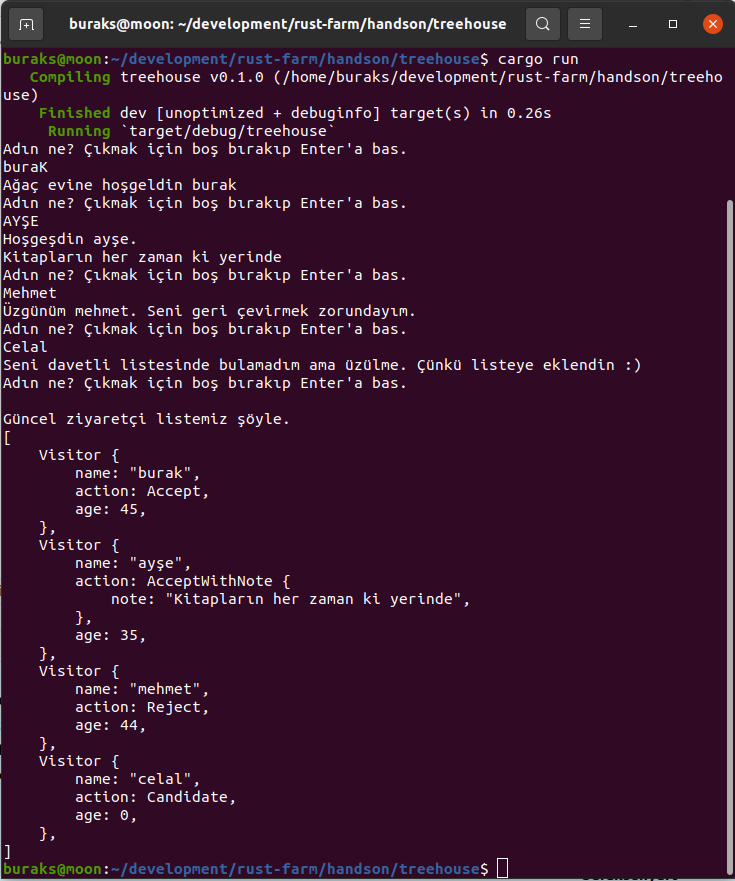 buraks@moon: ~/development/rust-farm/handson/treehouse
buraks@moon:~/development/rust-farm/handson/treehouse$ cargo run
   Compiling treehouse v0.1.0 (/home/buraks/development/rust-farm/handson/treeho
use)
    Finished dev [unoptimized + debuginfo] target(s) in 0.26s
     Running `target/debug/treehouse`
Adın ne? Çıkmak için boş bırakıp Enter'a bas.
buraK
Ağaç evine hoşgeldin burak
Adın ne? Çıkmak için boş bırakıp Enter'a bas.
AYŞE
Hoşgeşdin ayşe.
Kitapların her zaman ki yerinde
Adın ne? Çıkmak için boş bırakıp Enter'a bas.
Mehmet
Üzgünüm mehmet. Seni geri çevirmek zorundayım.
Adın ne? Çıkmak için boş bırakıp Enter'a bas.
Celal
Seni davetli listesinde bulamadım ama üzülme. Çünkü listeye eklendin :)
Adın ne? Çıkmak için boş bırakıp Enter'a bas.

Güncel ziyaretçi listemiz şöyle.
[
    Visitor {
        name: "burak",
        action: Accept,
        age: 45,
    },
    Visitor {
        name: "ayşe",
        action: AcceptWithNote {
            note: "Kitapların her zaman ki yerinde",
        },
        age: 35,
    },
    Visitor {
        name: "mehmet",
        action: Reject,
        age: 44,
    },
    Visitor {
        name: "celal",
        action: Candidate,
        age: 0,
    },
]
buraks@moon:~/development/rust-farm/handson/treehouse$